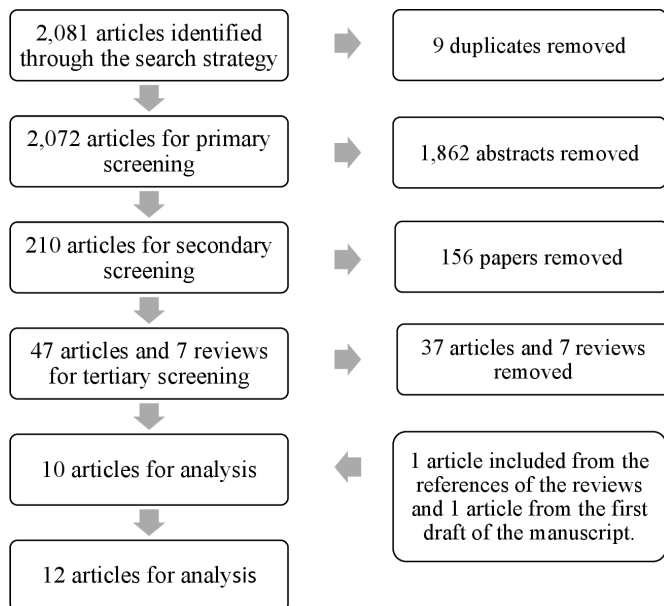 2,081 articles identified
through the search strategy
9 duplicates removed
2,072 articles for primary
screening
1,862 abstracts removed
210 articles for secondary
screening
156 papers removed
47 articles and 7 reviews
for tertiary screening
37 articles and 7 reviews
removed
10 articles for analysis
1 article included from the
references of the reviews
and 1 article from the first
draft of the manuscript.
12 articles for analysis